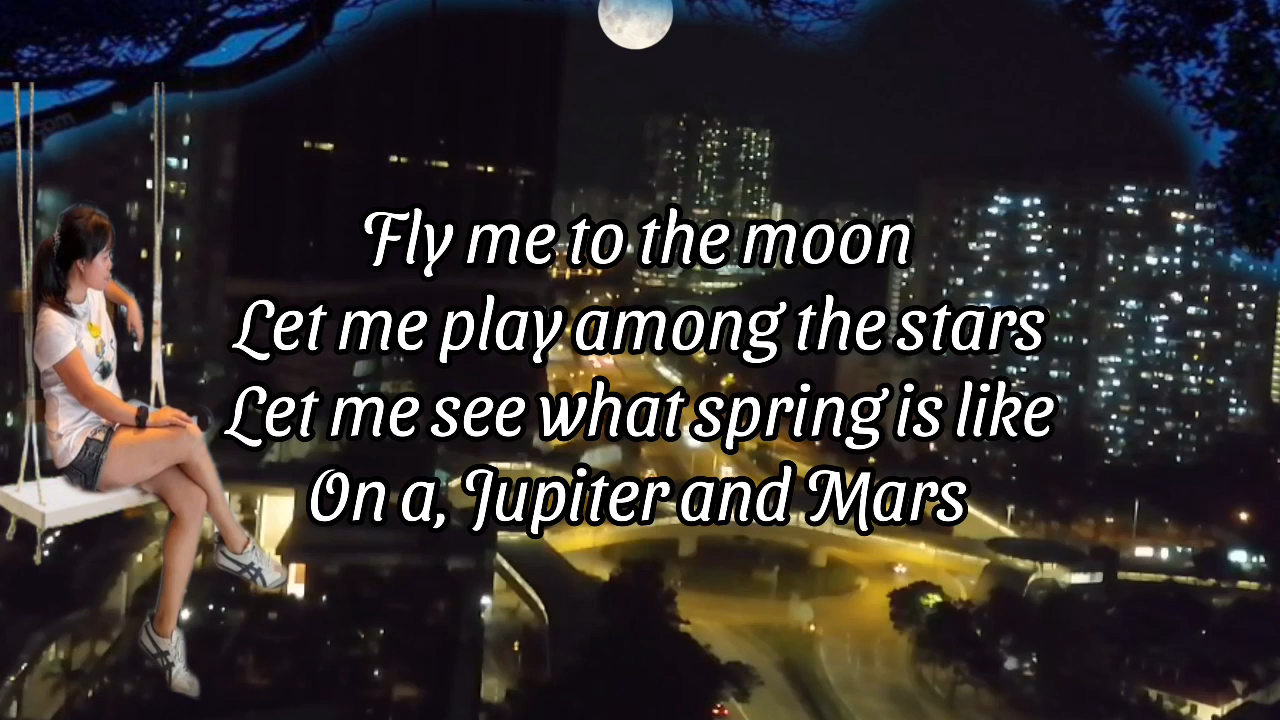 Fly me to the moon
Let me play among the stars
Let me see what spring is like
On a, Jupiter and Mars